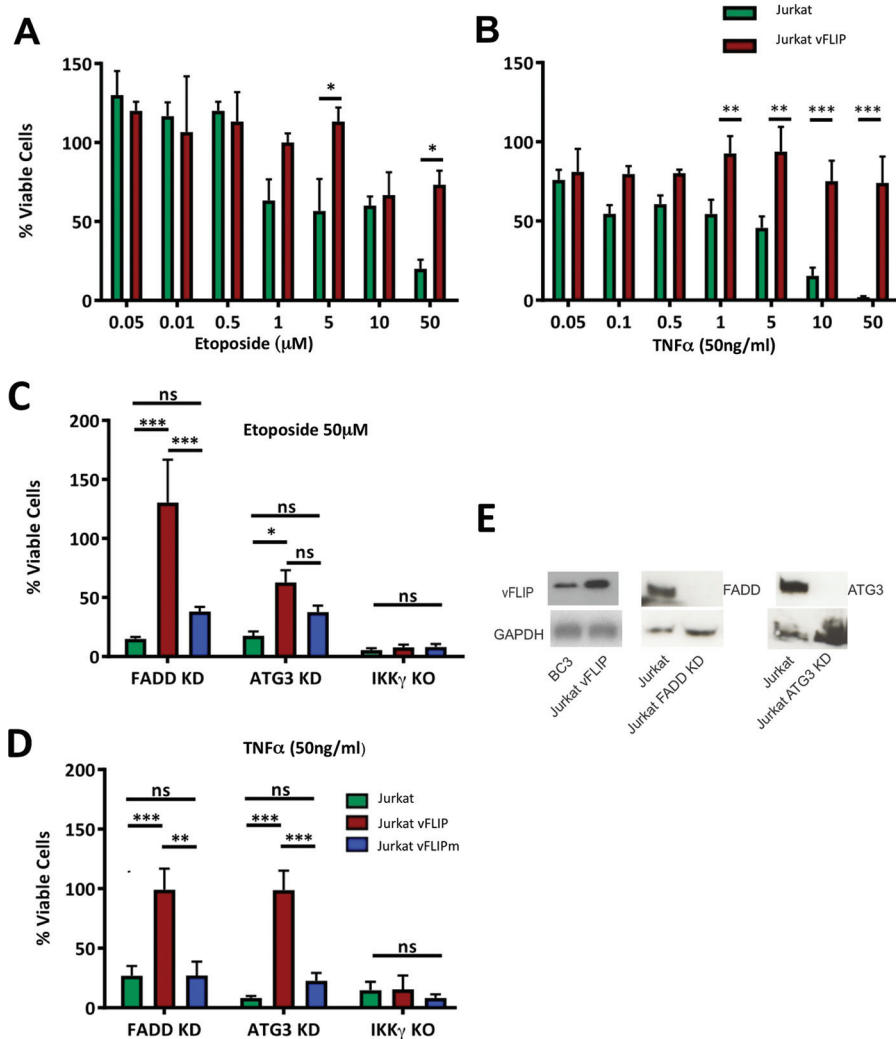 A
150
100
50
0
% Viable Cells
*
*
0.05 0.01 0.5 1 5 10 50
Etoposide (μM)
B
Jurkat
Jurkat vFLIP
150
100
50
0
% Viable Cells
** ** *** ***
0.05 0.1 0.5 1 5 10 50
TNFα (50ng/ml)
C
Etoposide 50μM
200
150
100
50
0
% Viable Cells
ns
***
***
ns
*
ns
ns
FADD KD ATG3 KD IKKγ KO
D
TNFα (50ng/ml)
200
150
100
50
0
% Viable Cells
Jurkat
Jurkat vFLIP
Jurkat vFLIPm
ns
***
**
ns
***
***
ns
FADD KD ATG3 KD IKKγ KO
E
vFLIP
GAPDH
BC3
Jurkat vFLIP
FADD
Jurkat
Jurkat FADD KD
ATG3
Jurkat
Jurkat ATG3 KD